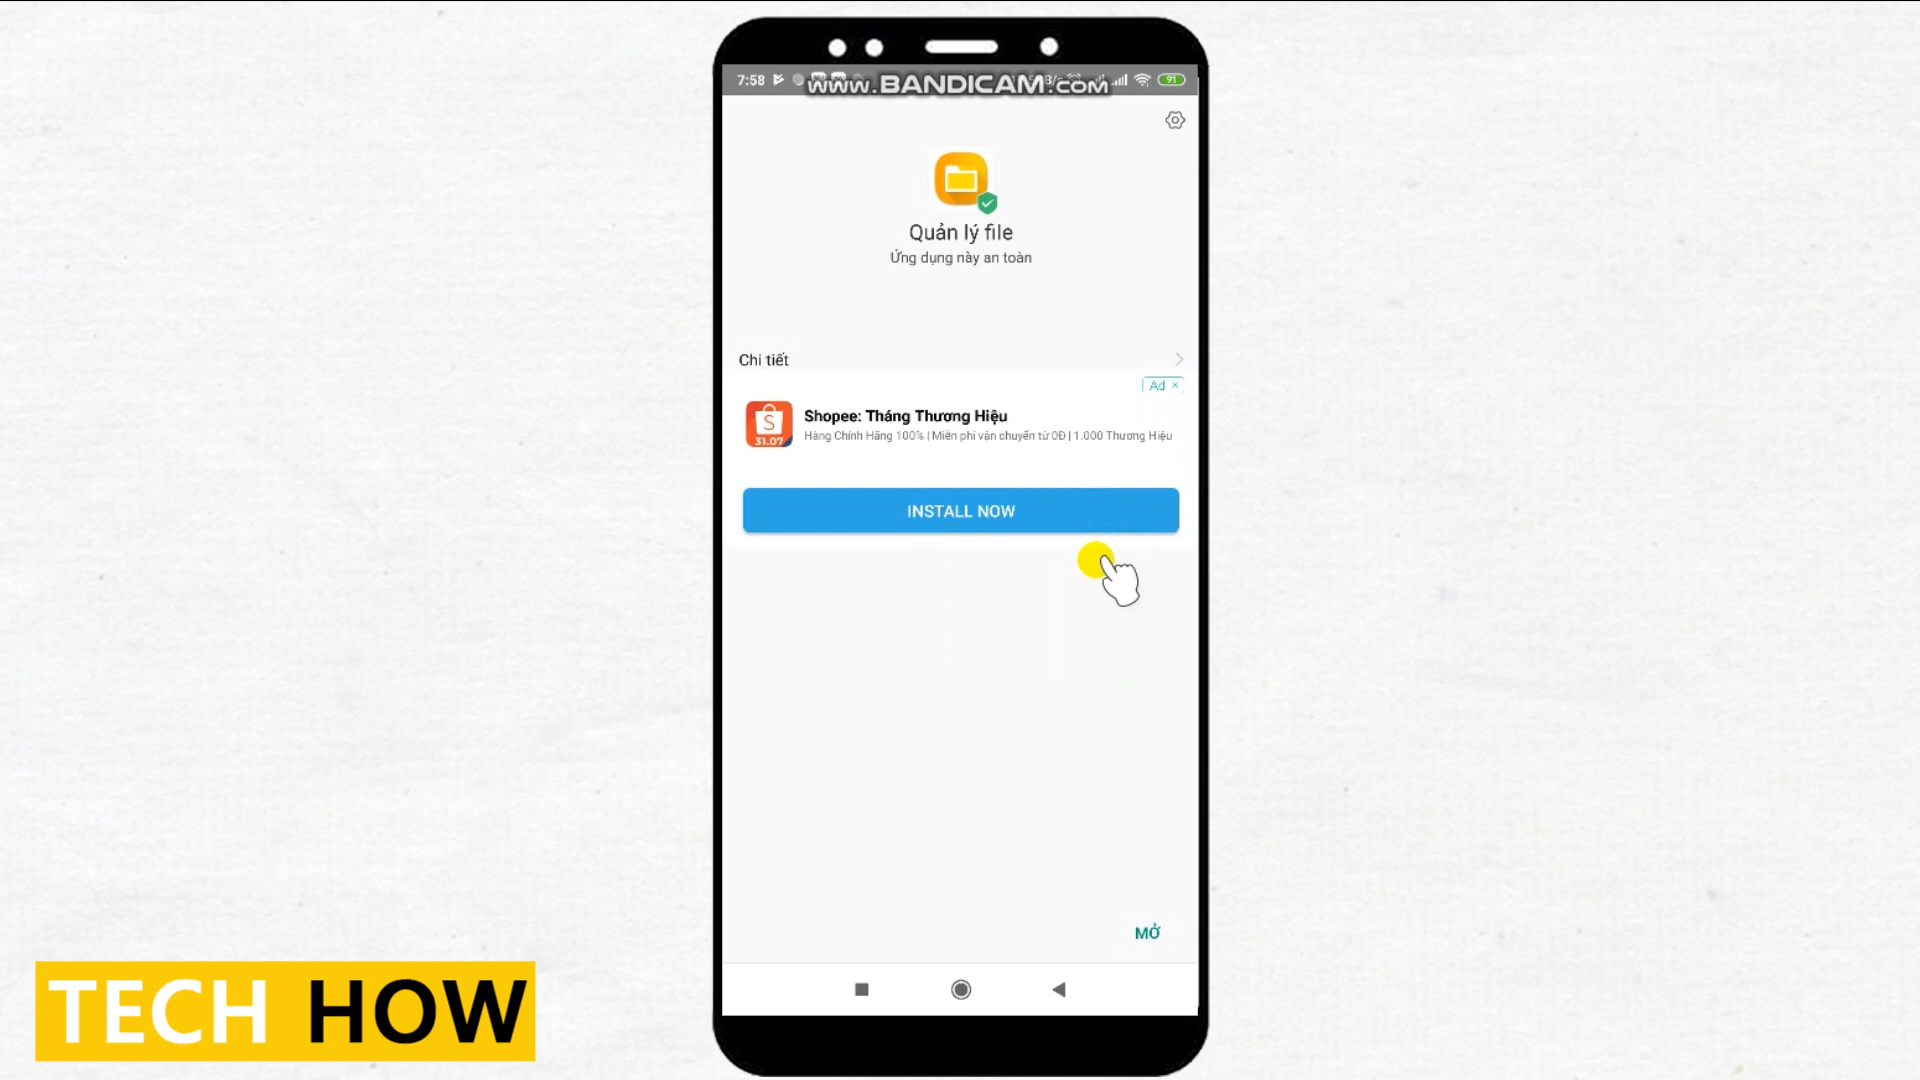 7:58
91
www.BANDICAM.com
Quản lý file
Ứng dụng này an toàn
Chi tiết
Ad ×
Shopee: Tháng Thương Hiệu
Hàng Chính Hãng 100% | Miễn phí vận chuyển từ 0Đ | 1.000 Thương Hiệu
S
31.07
INSTALL NOW
MỞ
TECH HOW